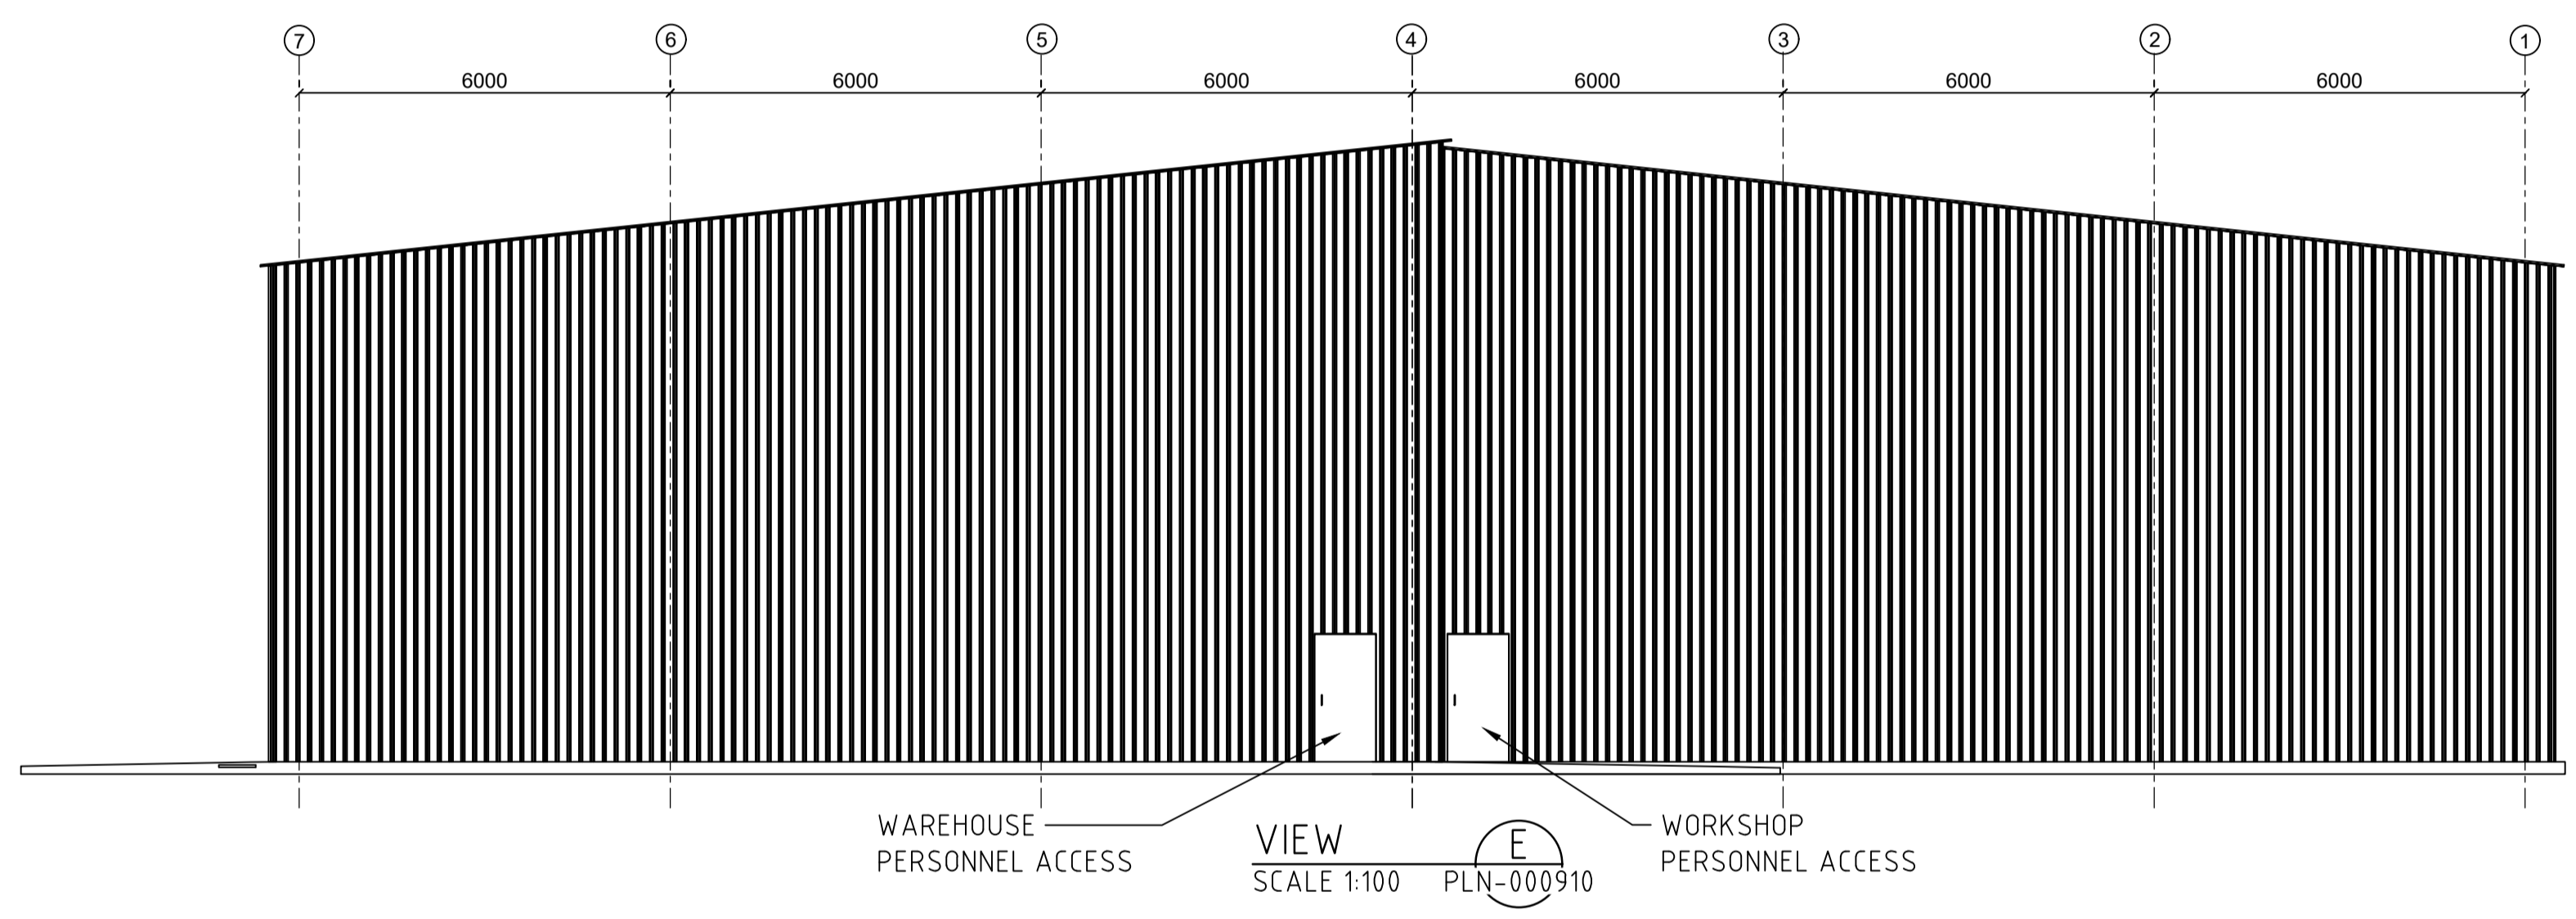 7 6 5 4 3 2 1
6000 6000 6000 6000 6000 6000
WAREHOUSE
PERSONNEL ACCESS
VIEW E
SCALE 1:100 PLN-000910
WORKSHOP
PERSONNEL ACCESS